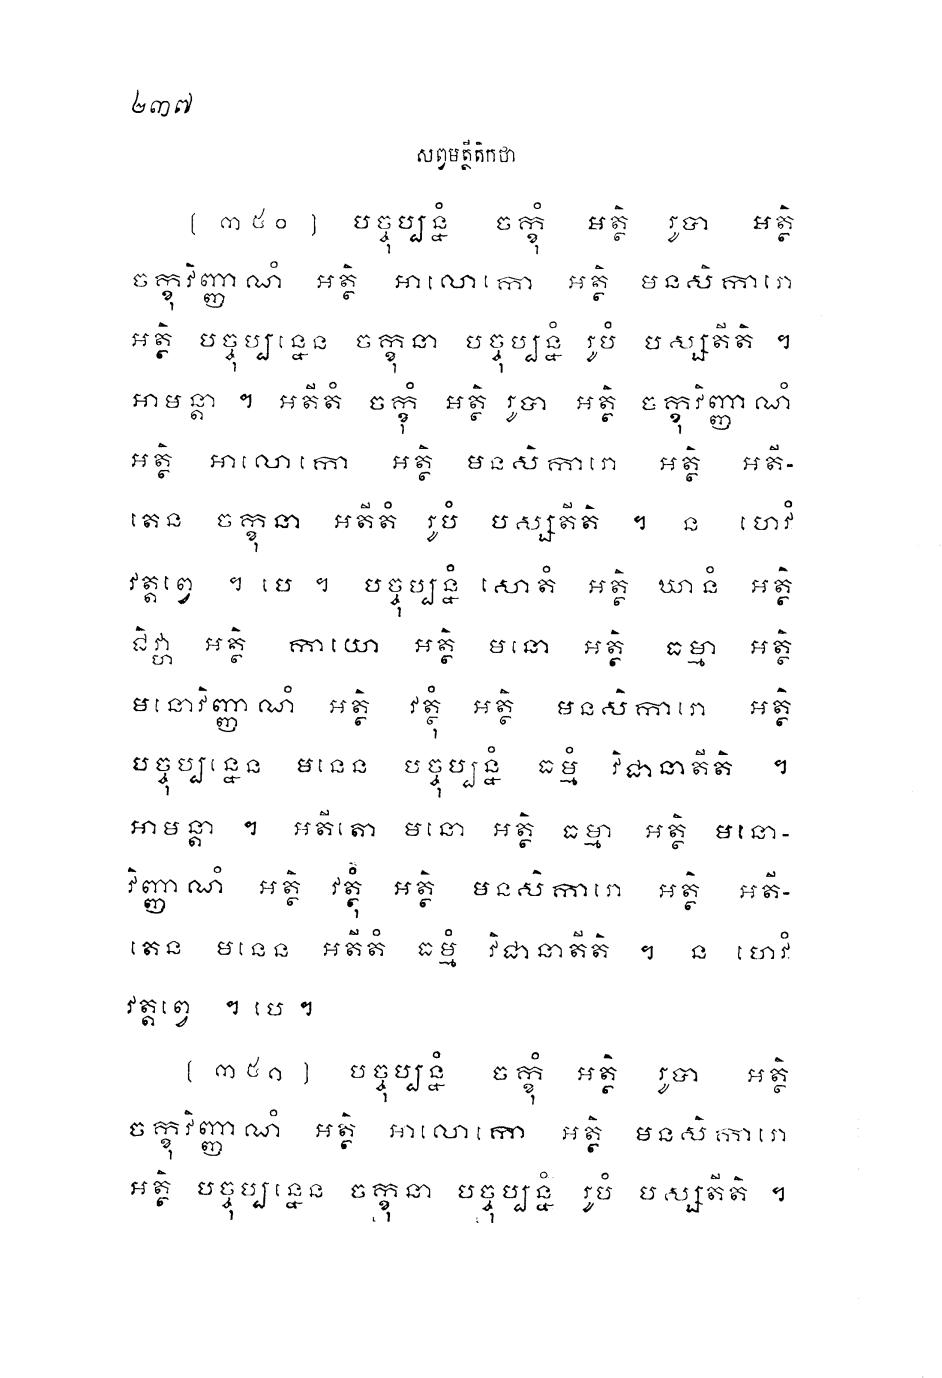 ២៣៧
សព្វមត្ថីតិកថា
[ ៣៥០ ] បច្ចុប្បន្នំ ចក្ខុំ អត្ថិ រូបា អត្ថិ
ចក្ខុវិញ្ញាណំ អត្ថិ អាលោកោ អត្ថិ មនសិការោ
អត្ថិ បច្ចុប្បន្នេន ចក្ខុនា បច្ចុប្បន្នំ រូបំ បស្សតីតិ ។
អាមន្តា ។ អតីតំ ចក្ខុំ អត្ថិ រូបា អត្ថិ ចក្ខុវិញ្ញាណំ
អត្ថិ អាលោកោ អត្ថិ មនសិការោ អត្ថិ អតី-
តេន ចក្ខុនា អតីតំ រូបំ បស្សតីតិ ។ ន ហេវំ
វត្តព្វេ ។ បេ ។ បច្ចុប្បន្នំ សោតំ អត្ថិ ឃានំ អត្ថិ
ជិវ្ហា អត្ថិ កាយោ អត្ថិ មនោ អត្ថិ ធម្មា អត្ថិ
មនោវិញ្ញាណំ អត្ថិ វត្ថុំ អត្ថិ មនសិការោ អត្ថិ
បច្ចុប្បន្នេន មនេន បច្ចុប្បន្នំ ធម្មំ វិជានាតីតិ ។
អាមន្តា ។ អតីតោ មនោ អត្ថិ ធម្មា អត្ថិ មនោ-
វិញ្ញាណំ អត្ថិ វត្ថុំ អត្ថិ មនសិការោ អត្ថិ អតី-
តេន មនេន អតីតំ ធម្មំ វិជានាតីតិ ។ ន ហេវំ
វត្តព្វេ ។ បេ ។
[ ៣៥១ ] បច្ចុប្បន្នំ ចក្ខុំ អត្ថិ រូបា អត្ថិ
ចក្ខុវិញ្ញាណំ អត្ថិ អាលោកោ អត្ថិ មនសិការោ
អត្ថិ បច្ចុប្បន្នេន ចក្ខុនា បច្ចុប្បន្នំ រូបំ បស្សតីតិ ។